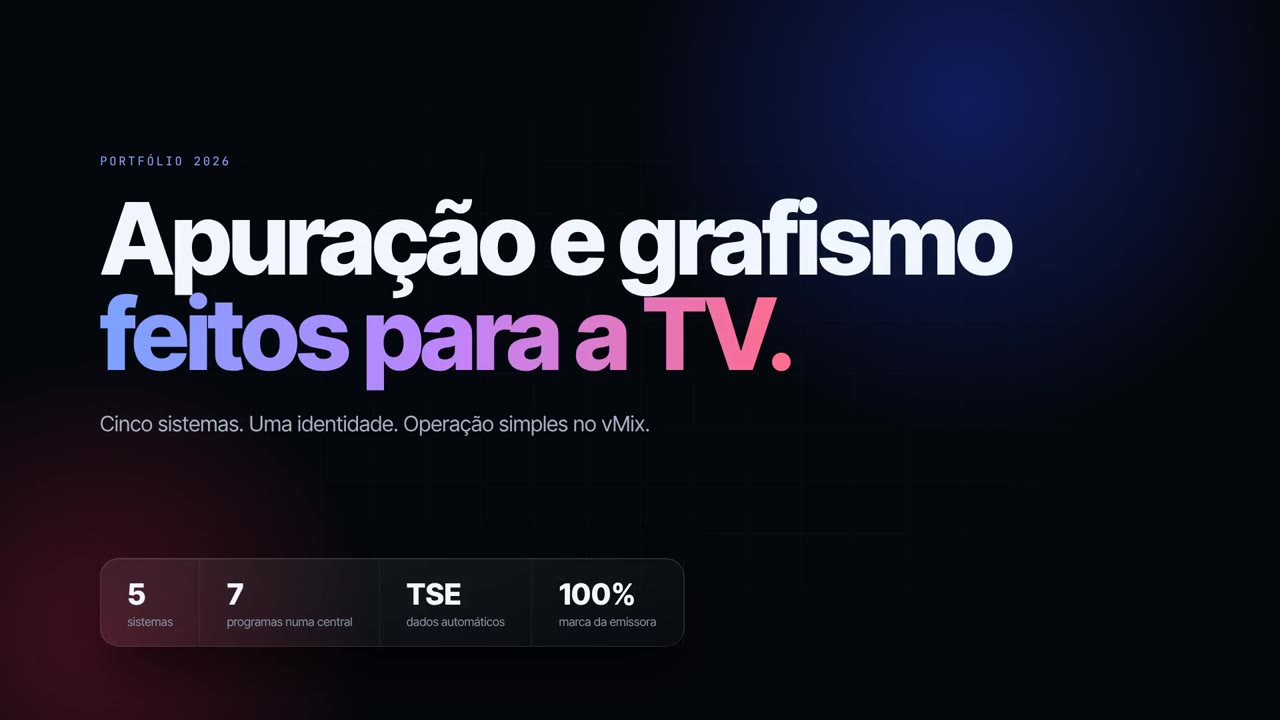 PORTFÓLIO 2026
Apuração e grafismo
feitos para a TV.
Cinco sistemas. Uma identidade. Operação simples no vMix.
5
sistemas
7
programas numa central
TSE
dados automáticos
100%
marca da emissora